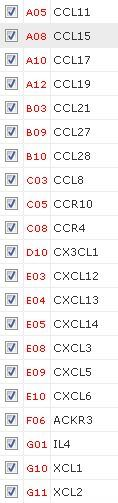 A05 CCL11
A08 CCL15
A10 CCL17
A12 CCL19
B03 CCL21
B09 CCL27
B10 CCL28
C03 CCL8
C05 CCR10
C08 CCR4
D10 CX3CL1
E03 CXCL12
E04 CXCL13
E05 CXCL14
E08 CXCL3
E09 CXCL5
E10 CXCL6
F06 ACKR3
G01 IL4
G10 XCL1
G11 XCL2